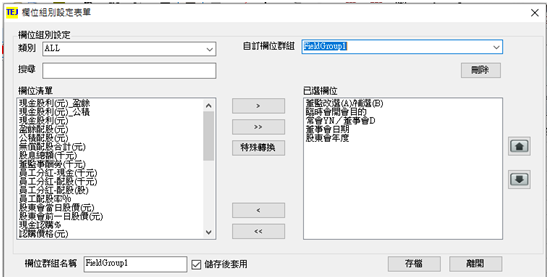 TEJ 欄位組別設定表單
欄位組別設定
類別 ALL
自訂欄位群組 FieldGroup1
搜尋
刪除
欄位清單
現金股利(元)_盈餘
現金股利(元)_公積
現金股利(元)
盈餘配股(元)
公積配股(元)
無償配股合計(元)
股息總額(千元)
董監事酬勞(千元)
員工分紅-現金(千元)
員工分紅-配股(千元)
員工分紅-配股(股)
員工配股率%
股東會當日股價(元)
股東會前一日股價(元)
現金認購%
認購價格(元)
>
>>
特殊轉換
<
<<
已選欄位
董監改選(A)/補選(B)
臨時會開會目的
常會YN／董事會D
董事會日期
股東會年度
欄位群組名稱 FieldGroup1
儲存後套用
存檔
離開